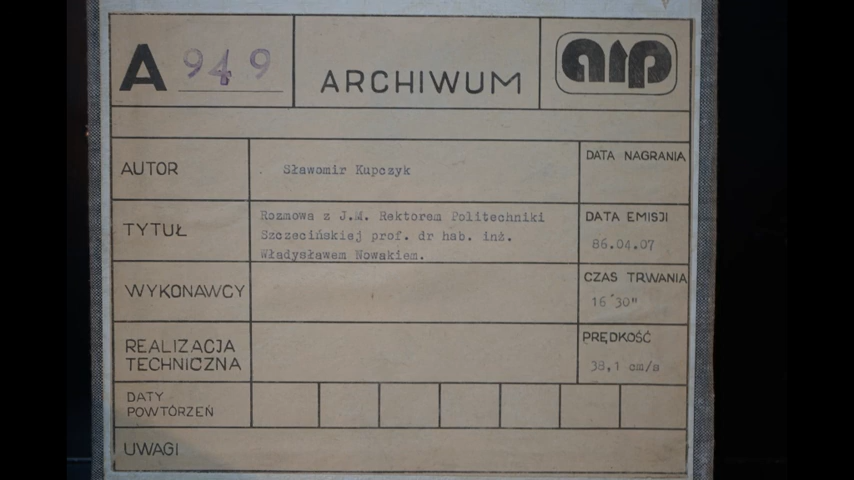 A 949
ARCHIWUM
arp
AUTOR
Sławomir Kupczyk
DATA NAGRANIA
TYTUŁ
Rozmowa z J.M. Rektorem Politechniki
Szczecińskiej prof. dr hab. inż.
Władysławem Nowakiem.
DATA EMISJI
86.04.07
WYKONAWCY
CZAS TRWANIA
16'30"
REALIZACJA
TECHNICZNA
PRĘDKOŚĆ
38,1 cm/s
DATY
POWTÓRZEŃ
UWAGI